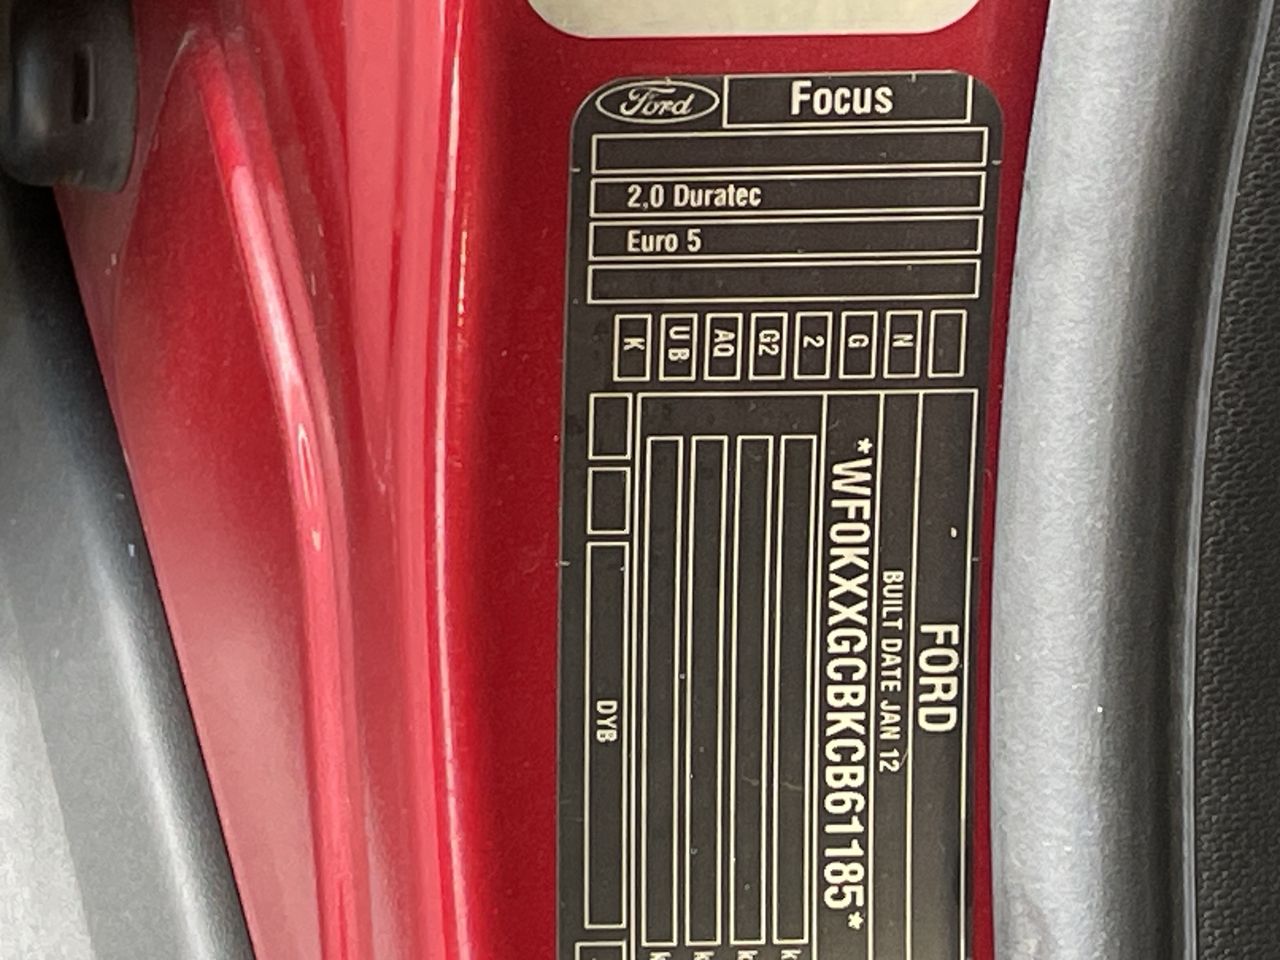 Ford
Focus
2,0 Duratec
Euro 5
K
UB
AQ
G2
2
G
N
FORD
BUILT DATE JAN 12
*WF0KXXGCBKCB61185*
k
k
k
k
DYB